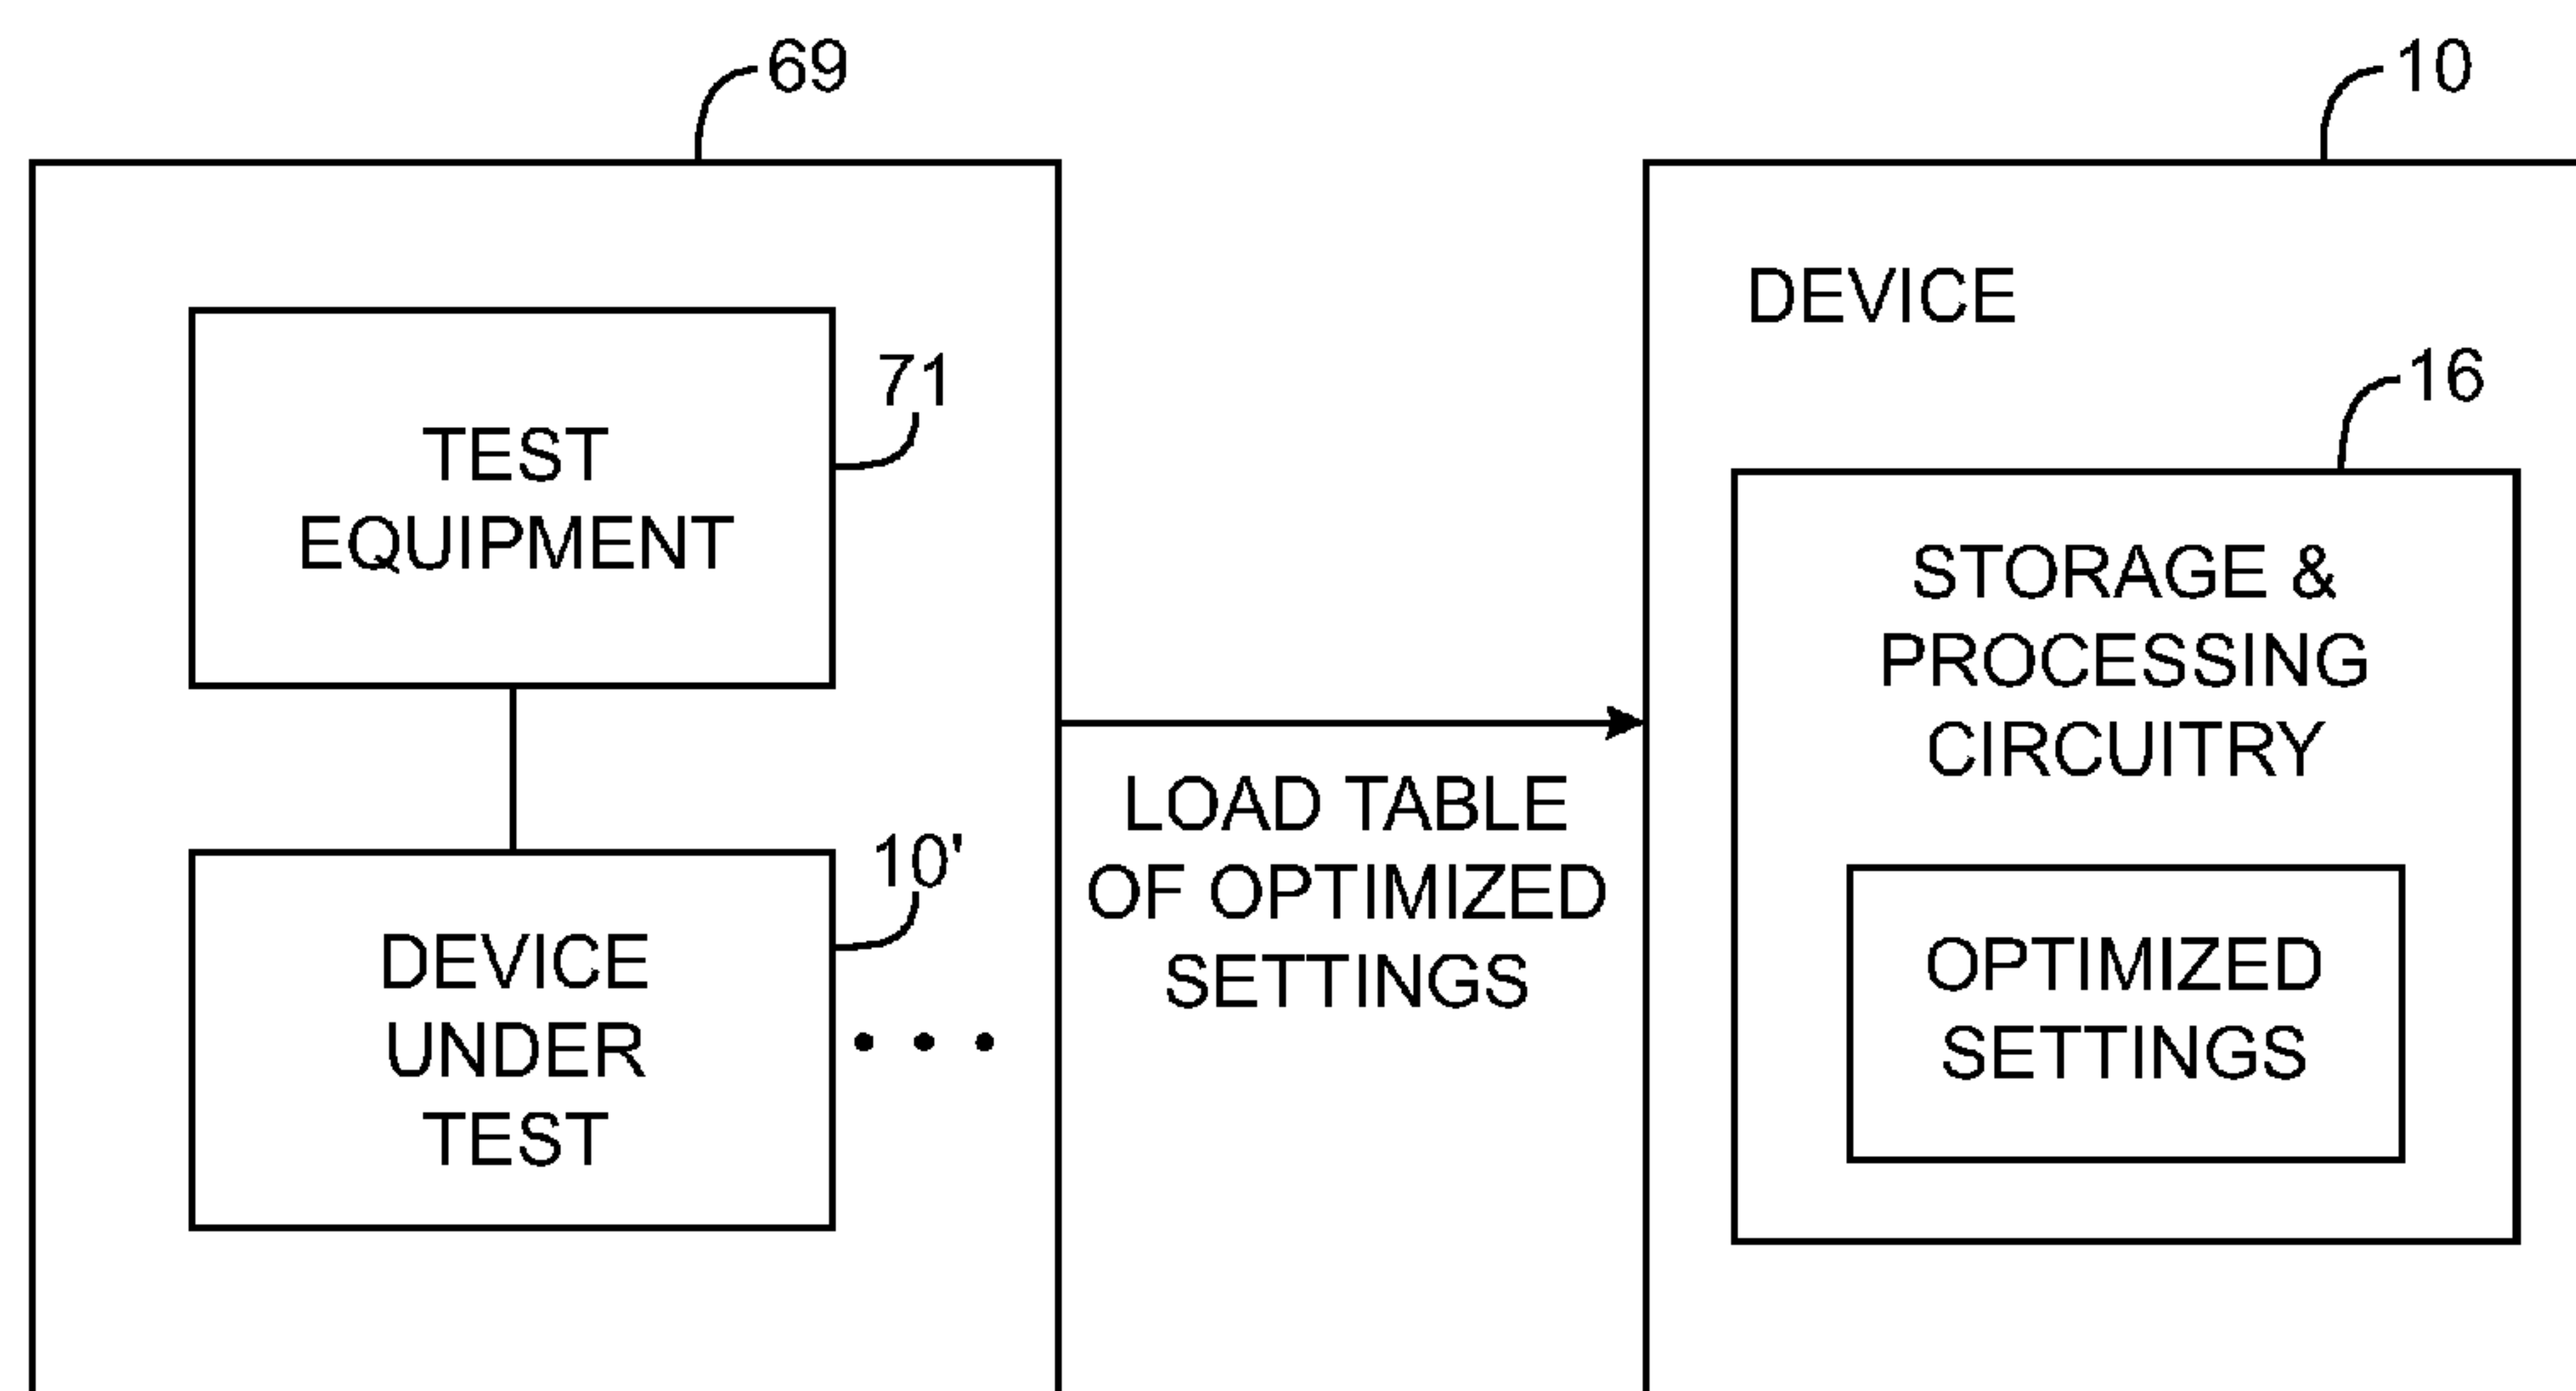 69
71
TEST
EQUIPMENT
10'
DEVICE
UNDER
TEST
LOAD TABLE
OF OPTIMIZED
SETTINGS
10
DEVICE
16
STORAGE &
PROCESSING
CIRCUITRY
OPTIMIZED
SETTINGS